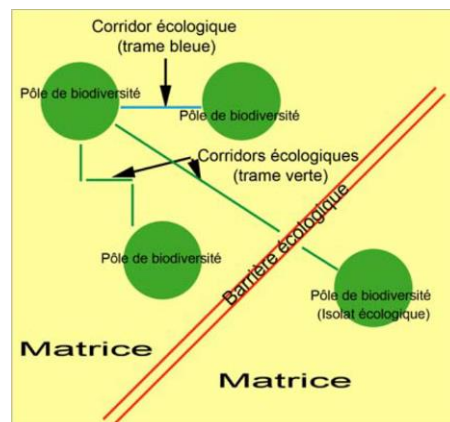 Corridor écologique
(trame bleue)
Pôle de biodiversité
Pôle de biodiversité
Corridors écologiques
(trame verte)
Barrière écologique
Pôle de biodiversité
Pôle de biodiversité
(Isolat écologique)
Matrice
Matrice